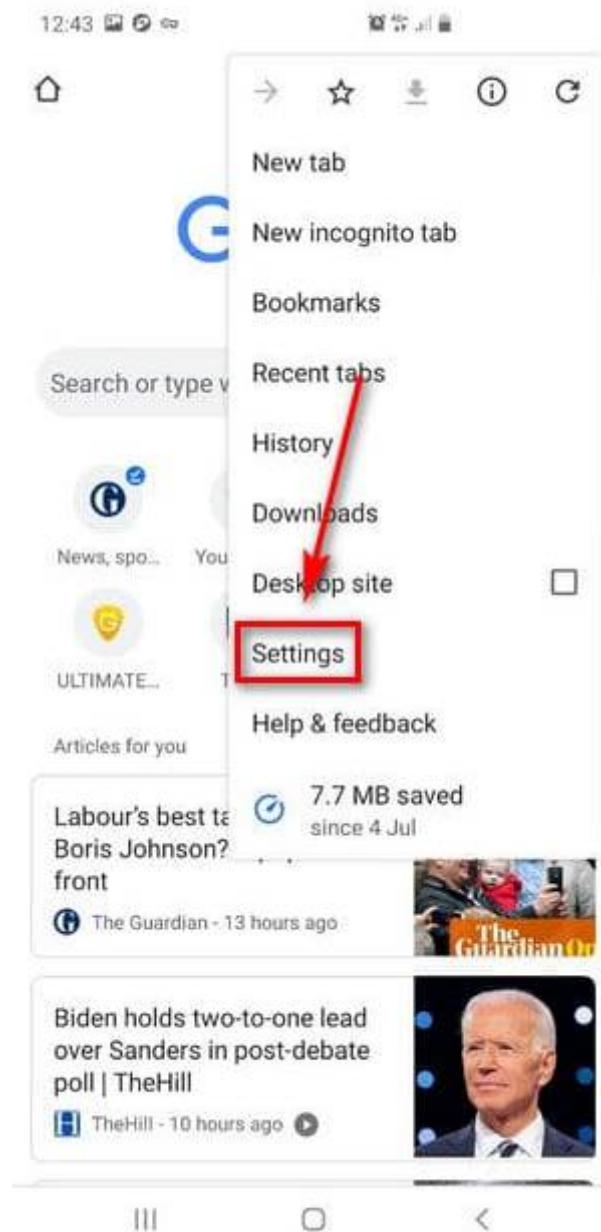 12:43
New tab
New incognito tab
Bookmarks
Search or type w
Recent tabs
History
Downloads
News, spo...
You
Desktop site
Settings
ULTIMATE...
T
Help & feedback
Articles for you
7.7 MB saved
since 4 Jul
Labour's best ta
Boris Johnson?
front
The Guardian - 13 hours ago
The
Guardian
Biden holds two-to-one lead
over Sanders in post-debate
poll | TheHill
TheHill - 10 hours ago